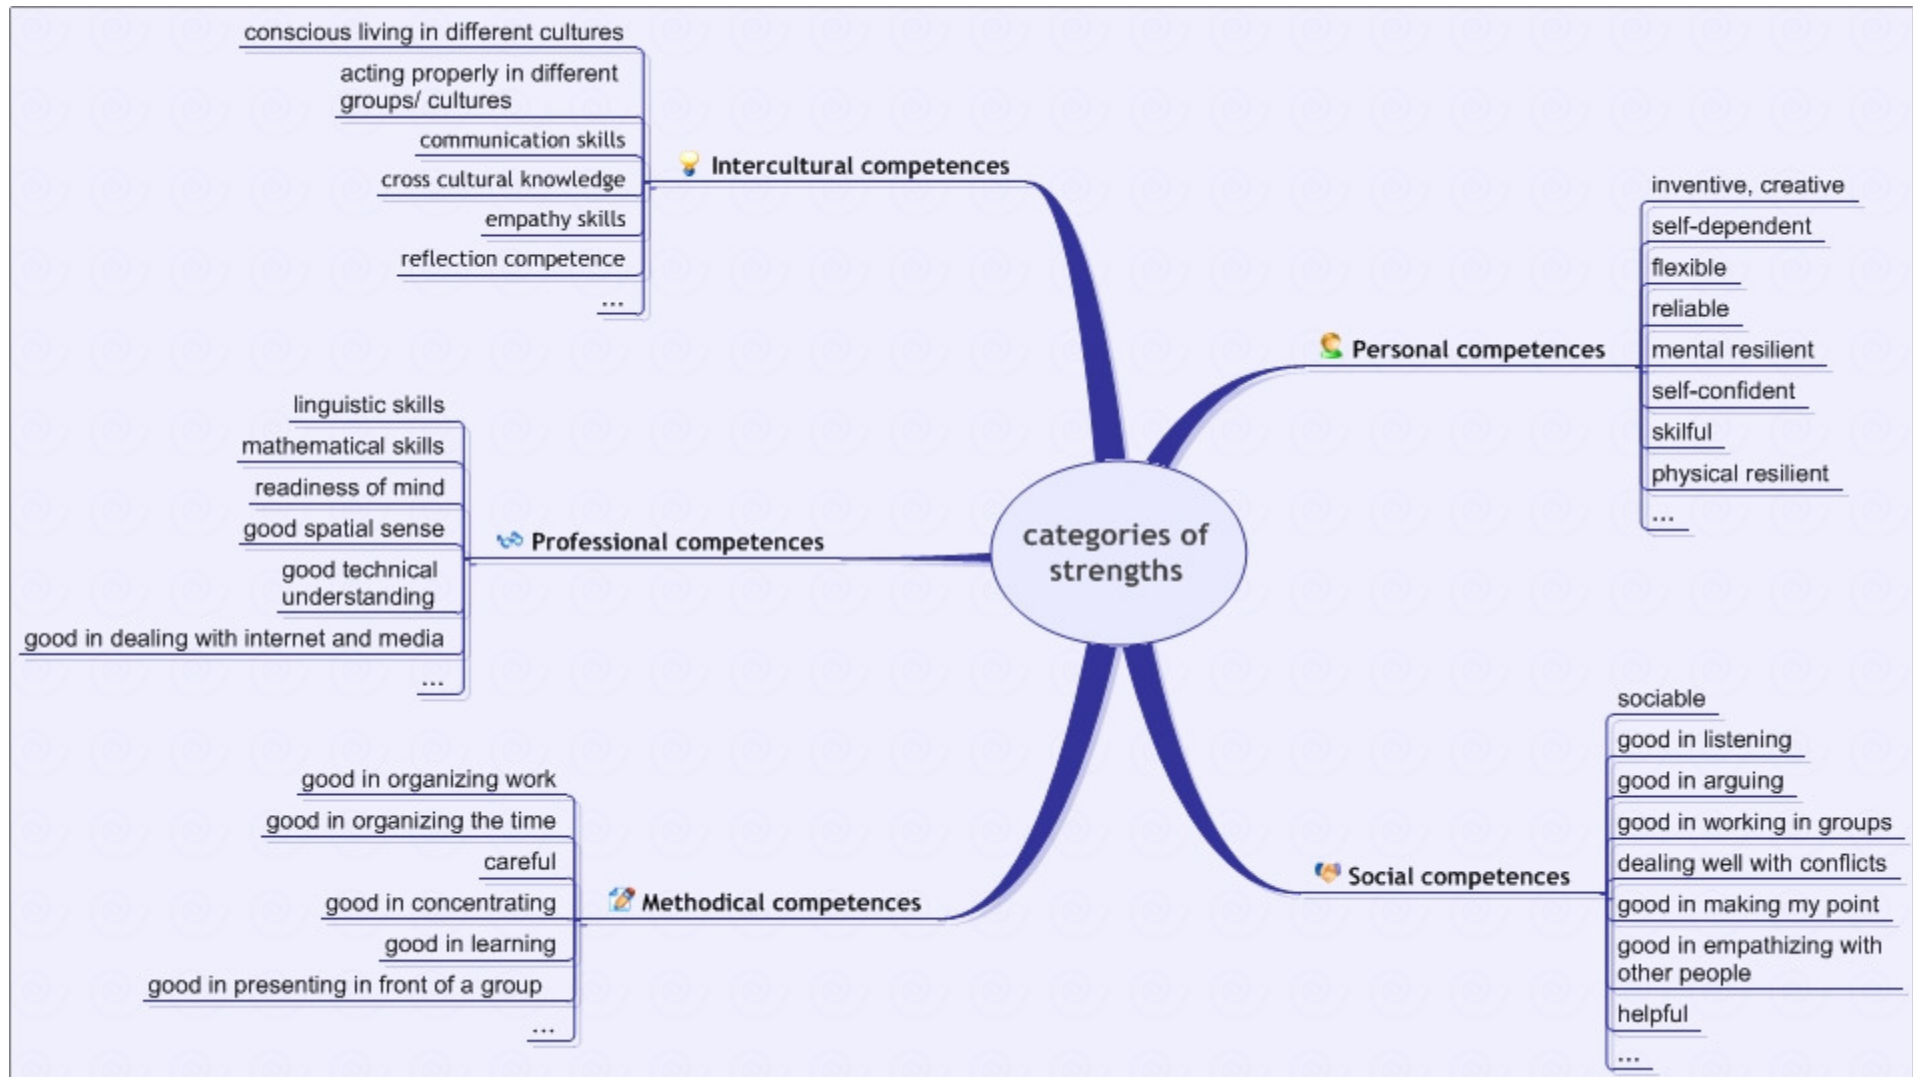 conscious living in different cultures
acting properly in different
groups/ cultures
communication skills
cross cultural knowledge
empathy skills
reflection competence
...
Intercultural competences
linguistic skills
mathematical skills
readiness of mind
good spatial sense
good technical
understanding
good in dealing with internet and media
...
Professional competences
good in organizing work
good in organizing the time
careful
good in concentrating
good in learning
good in presenting in front of a group
...
Methodical competences
categories of
strengths
Personal competences
inventive, creative
self-dependent
flexible
reliable
mental resilient
self-confident
skilful
physical resilient
...
Social competences
sociable
good in listening
good in arguing
good in working in groups
dealing well with conflicts
good in making my point
good in empathizing with
other people
helpful
...